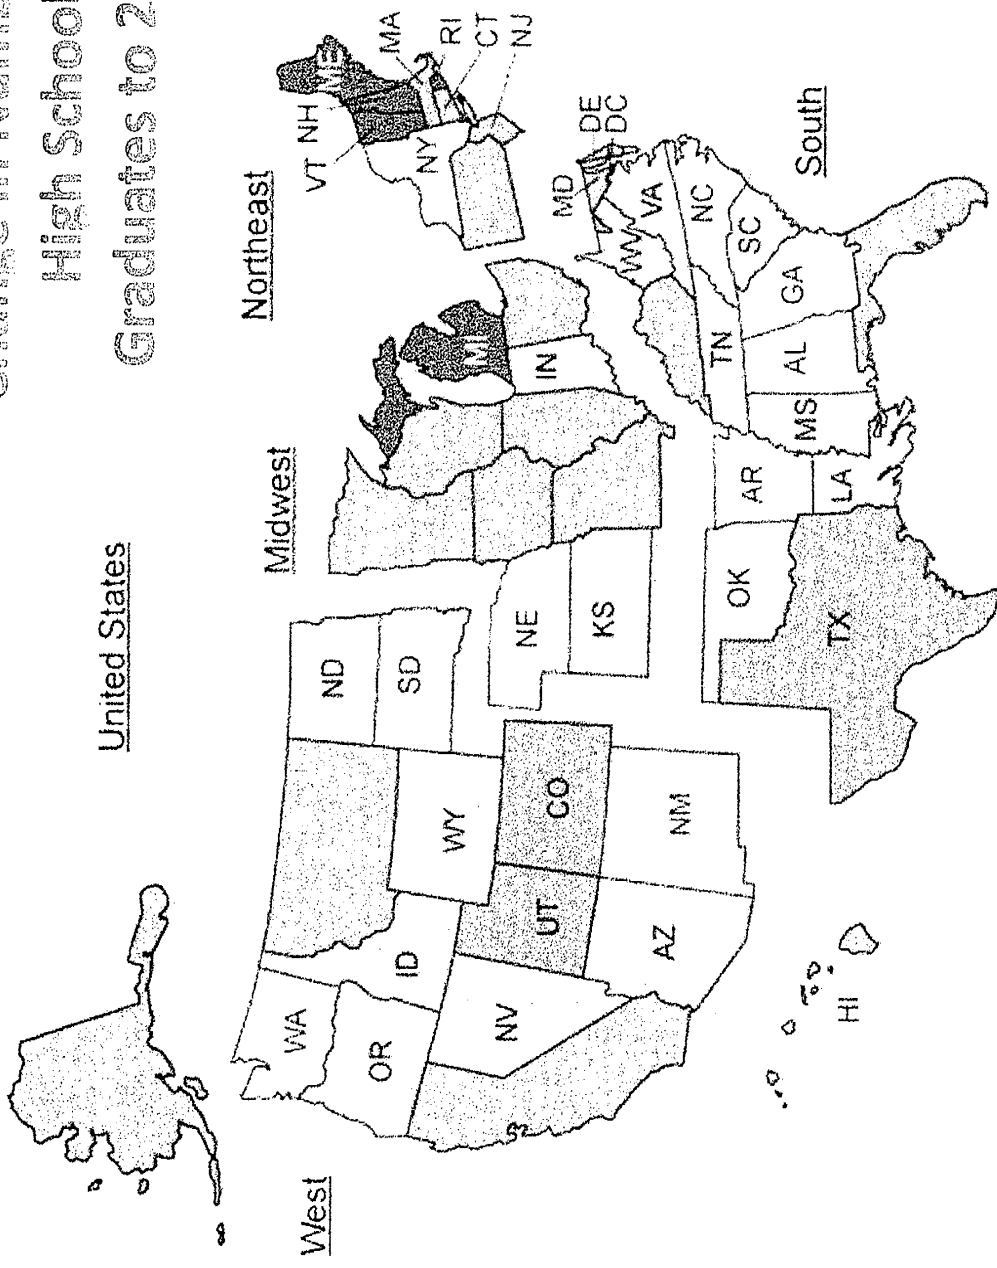 High School
Graduates to 2
United States
West
Midwest
Northeast
South
WA
OR
ID
NV
WY
UT
CO
AZ
NM
HI
ND
SD
NE
KS
MI
IN
OK
TX
AR
LA
MS
AL
TN
GA
SC
NC
VA
WV
MD
DE
DC
NY
VT
NH
ME
MA
RI
CT
NJ